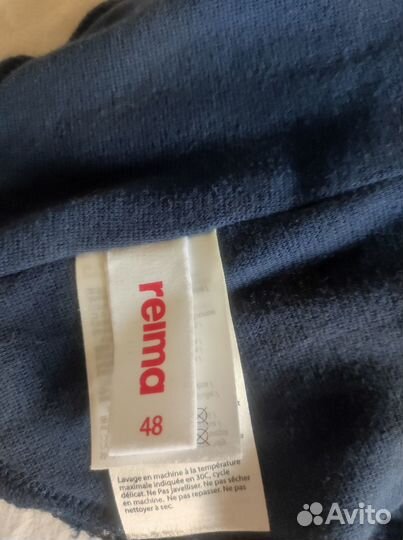 reima
48
Lavage en machine à la température
maximale indiquée en 30C, cycle
délicat. Ne Pas Javelliser. Ne pas sécher
en machine. Ne pas repasser. Ne pas
nettoyer à sec.
Avito